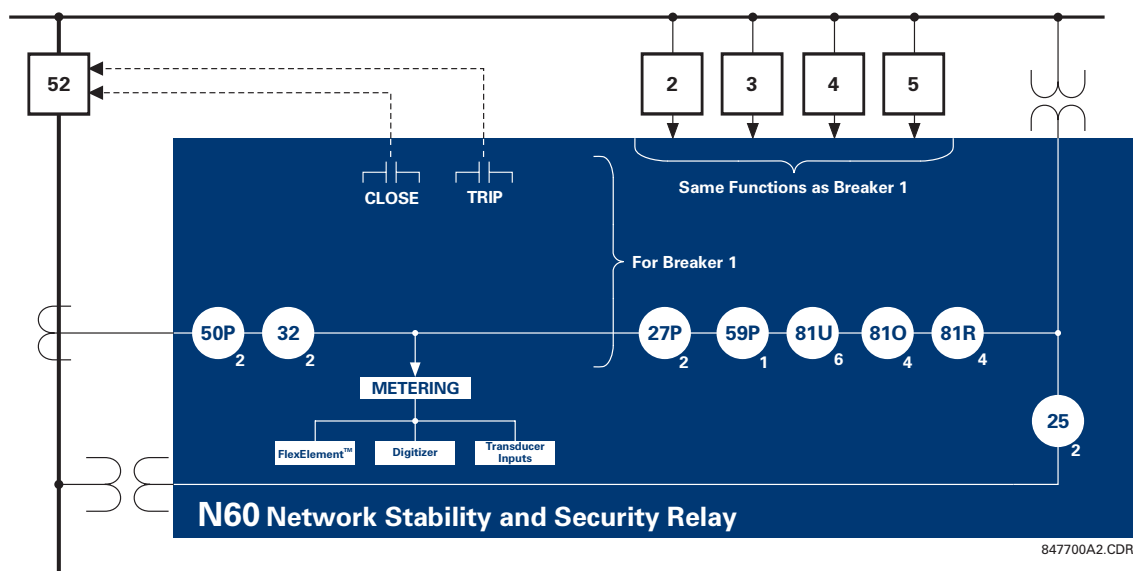 52
2 3 4 5
CLOSE TRIP
Same Functions as Breaker 1
For Breaker 1
50P 2 32 2 27P 2 59P 1 81U 6 81O 4 81R 4
METERING
FlexElement™ Digitizer Transducer
Inputs
25 2
N60 Network Stability and Security Relay
847700A2.CDR